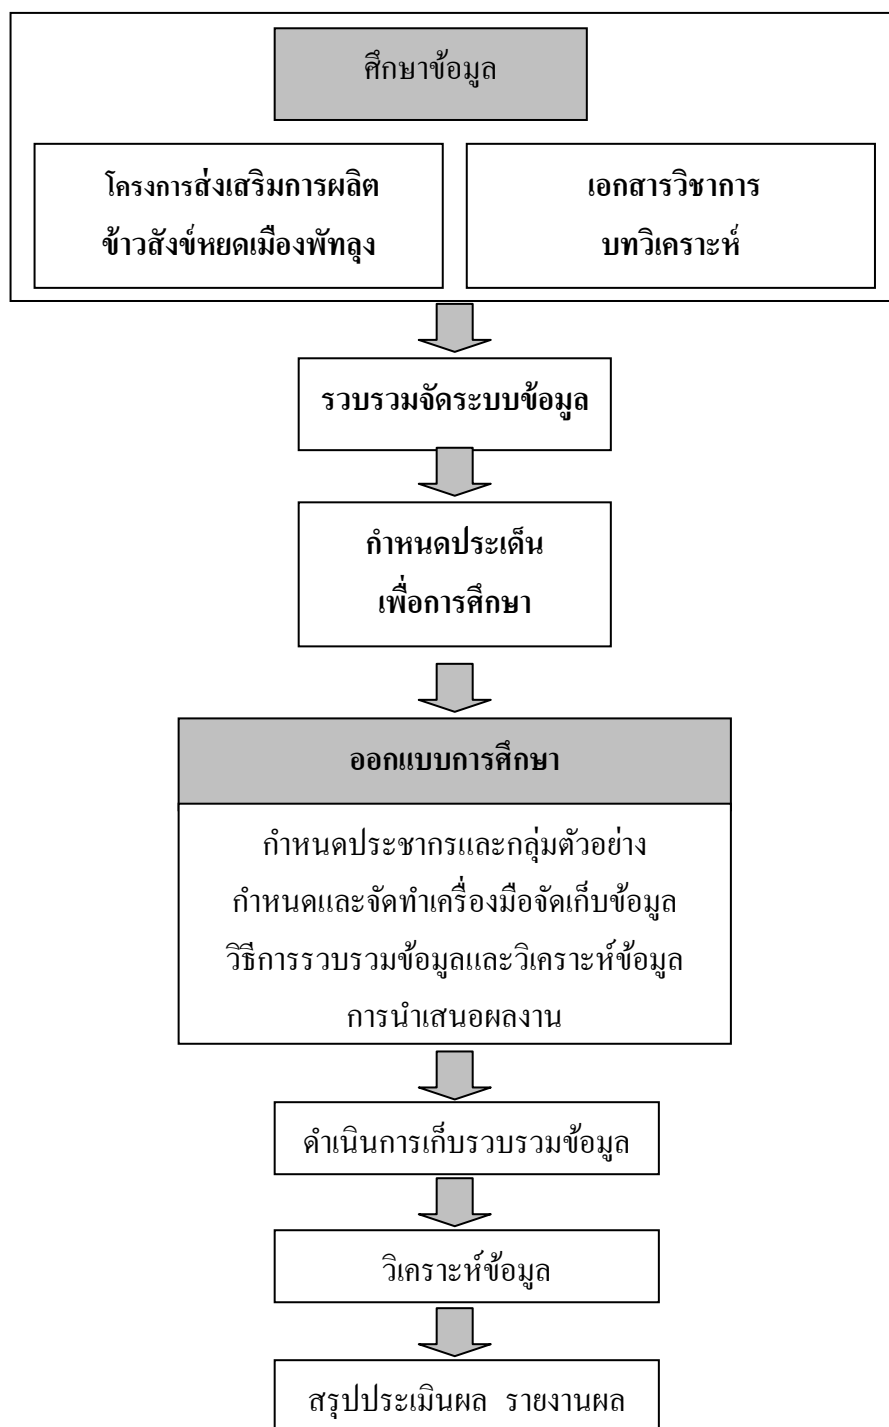 ศึกษาข้อมูล
โครงการส่งเสริมการผลิต
ข้าวสังข์หยดเมืองพัทลุง
เอกสารวิชาการ
บทวิเคราะห์
รวบรวมจัดระบบข้อมูล
กำหนดประเด็น
เพื่อการศึกษา
ออกแบบการศึกษา
กำหนดประชากรและกลุ่มตัวอย่าง
กำหนดและจัดทำเครื่องมือจัดเก็บข้อมูล
วิธีการรวบรวมข้อมูลและวิเคราะห์ข้อมูล
การนำเสนอผลงาน
ดำเนินการเก็บรวบรวมข้อมูล
วิเคราะห์ข้อมูล
สรุปประเมินผล รายงานผล